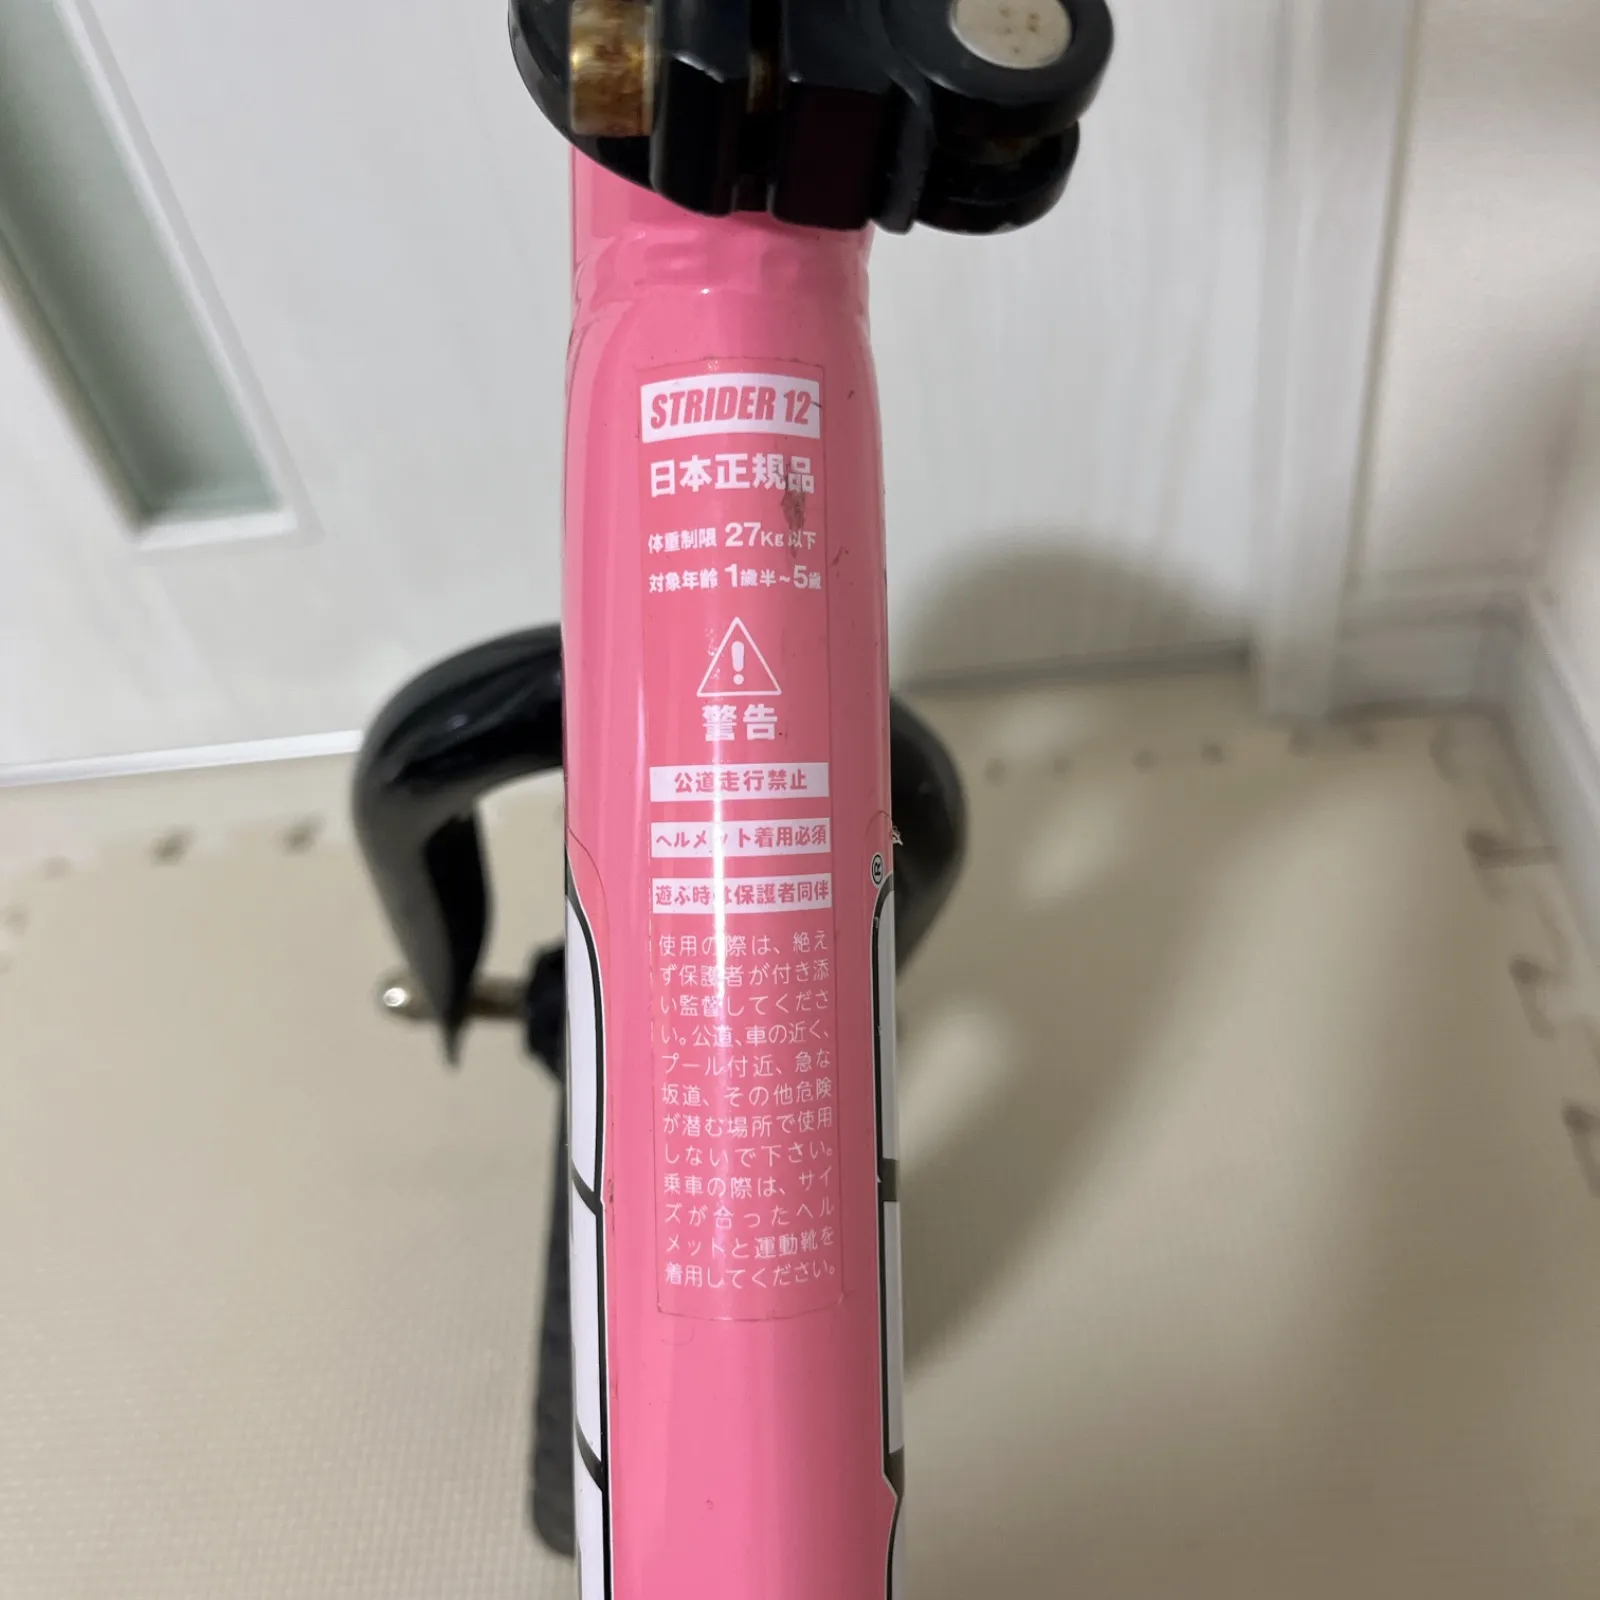 STRIDER 12
日本正規品
体重制限 27Kg 以下
対象年齢 1歳半~5歳
警告
公道走行禁止
ヘルメット着用必須
遊ぶ時は保護者同伴
®
使用の際は、絶え
ず保護者が付き添
い監督してくださ
い。公道、車の近く、
プール付近、急な
坂道、その他危険
が潜む場所で使用
しないで下さい。
乗車の際は、サイ
ズが合ったヘル
メットと運動靴を
着用してください。